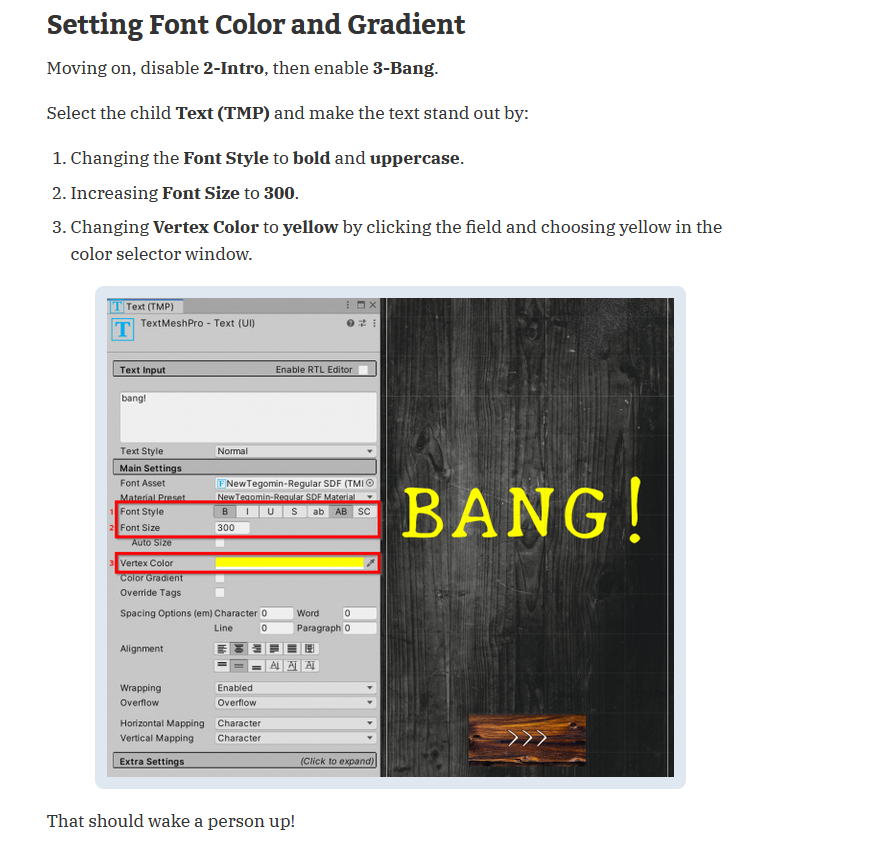 Setting Font Color and Gradient
Moving on, disable 2-Intro, then enable 3-Bang.
Select the child Text (TMP) and make the text stand out by:
1. Changing the Font Style to bold and uppercase.
2. Increasing Font Size to 300.
3. Changing Vertex Color to yellow by clicking the field and choosing yellow in the
color selector window.
T Text (TMP)
T TextMeshPro - Text (UI)
Text Input Enable RTL Editor
bang!
Text Style Normal
Main Settings
Font Asset F NewTegomin-Regular SDF (TMI
Material Preset NewTegomin-Regular SDF Material
1 Font Style B I U S ab AB SC
2 Font Size 300
Auto Size
3 Vertex Color
Color Gradient
Override Tags
Spacing Options (em) Character 0 Word 0
Line 0 Paragraph 0
Alignment
Wrapping Enabled
Overflow Overflow
Horizontal Mapping Character
Vertical Mapping Character
Extra Settings (Click to expand)
BANG!
>>>
That should wake a person up!